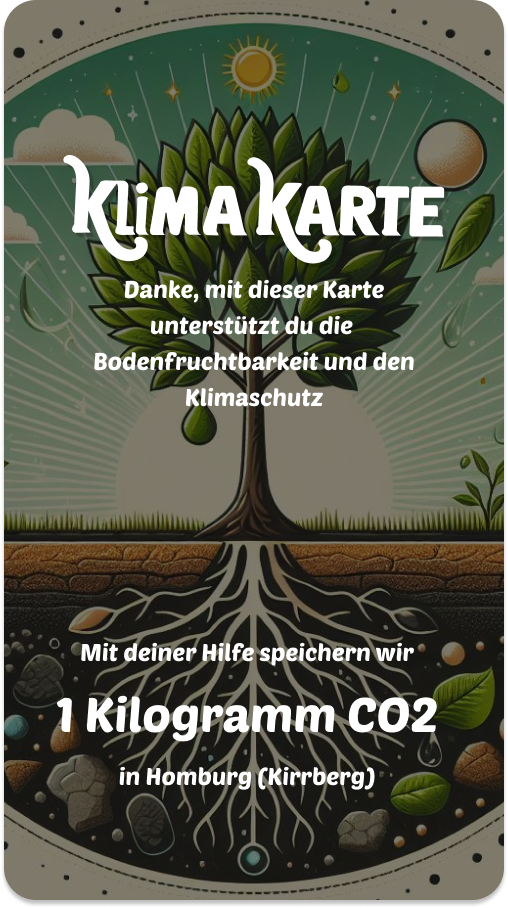 Klima Karte
Danke, mit dieser Karte
unterstützt du die
Bodenfruchtbarkeit und den
Klimaschutz
Mit deiner Hilfe speichern wir
1 Kilogramm CO2
in Homburg (Kirrberg)